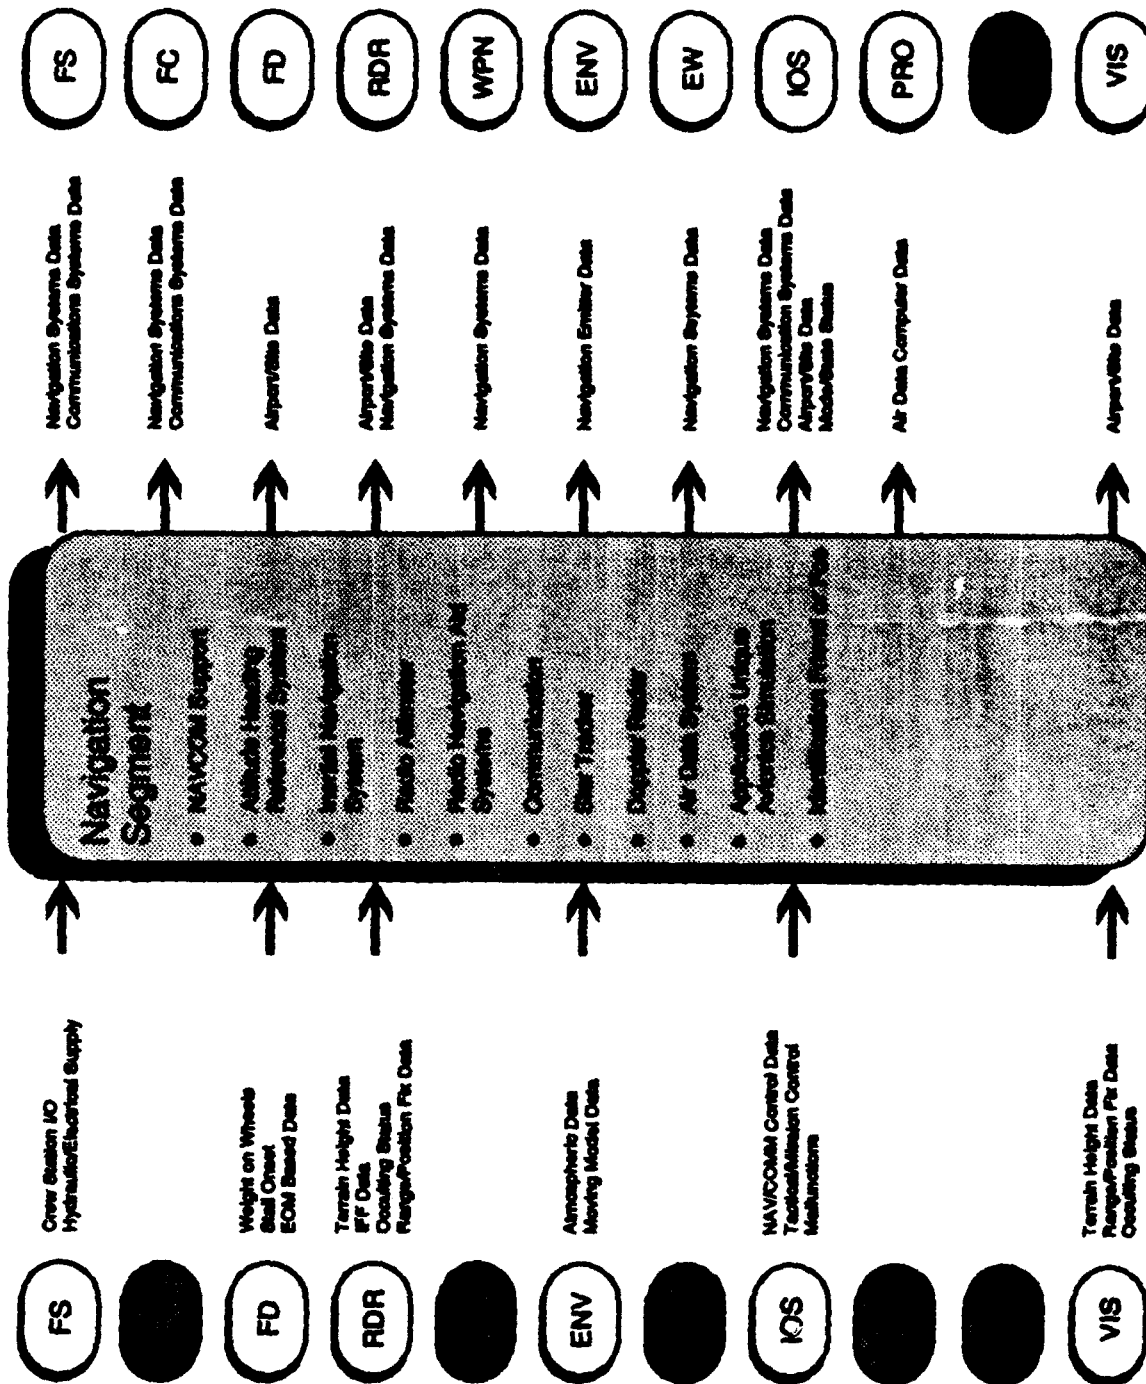 FS
FD
RDR
ENV
IOS
VIS
Crew Station I/O
Hydraulic/Electrical Supply
Weight on Wheels
Stall Onset
EOM Based Data
Terrain Height Data
IFF Data
Occulting Status
Range/Position Fix Data
Atmospheric Data
Moving Model Data
NAV/COMM Control Data
Tactical/Mission Control
Malfunctions
Terrain Height Data
Range/Position Fix Data
Occulting Status
Navigation
Segment
• NAV/COM Support
• Attitude Heading
Reference System
• Inertial Navigation
System
• Radio Altimeter
• Radio Navigation Aid
Systems
• Communication
• Star Tracker
• Doppler Radar
• Air Data System
• Application Unique
Avionics Simulation
• Identification Friend or Foe
Navigation Systems Data
Communications Systems Data
Navigation Systems Data
Communications Systems Data
Airport/Site Data
Airport/Site Data
Navigation Systems Data
Navigation Systems Data
Navigation Emitter Data
Navigation Systems Data
Navigation Systems Data
Communication Systems Data
Airport/Site Data
Mode/State Status
Air Data Computer Data
Airport/Site Data
FS
FC
FD
RDR
WPN
ENV
EW
IOS
PRO
VIS